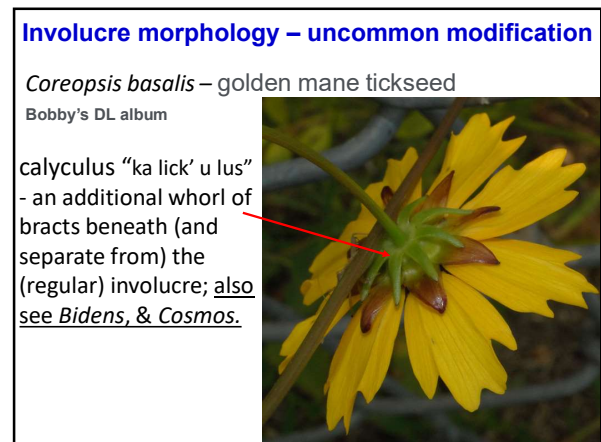 Involucre morphology – uncommon modification
Coreopsis basalis – golden mane tickseed
Bobby's DL album
calyculus “ka lick’ u lus”
- an additional whorl of
bracts beneath (and
separate from) the
(regular) involucre; also
see Bidens, & Cosmos.